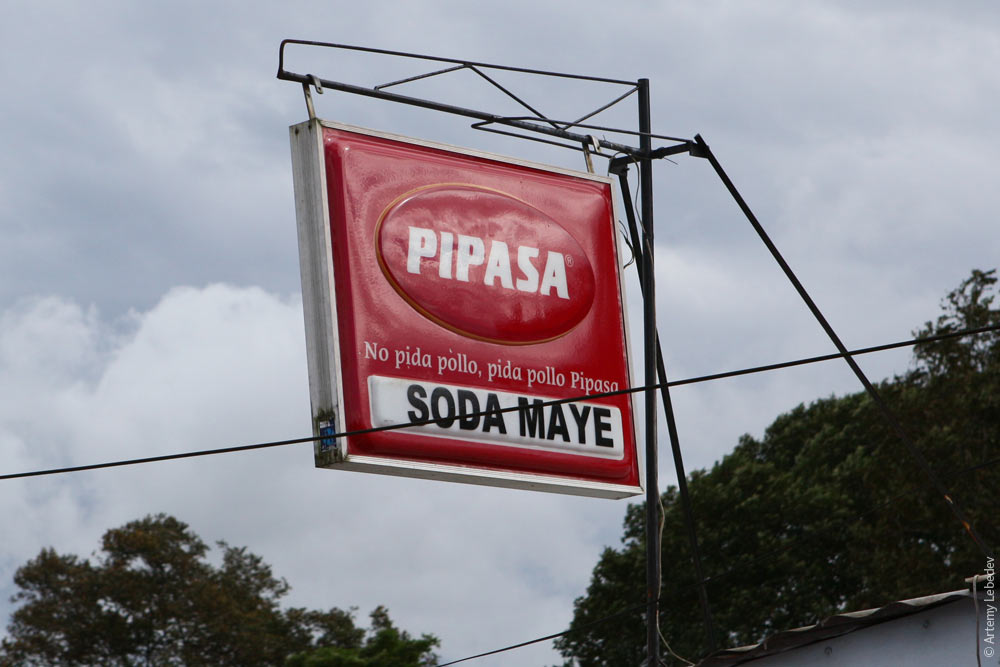 PIPASA®
No pida pollo, pida pollo Pipasa
SODA MAYE
© Artemy Lebedev